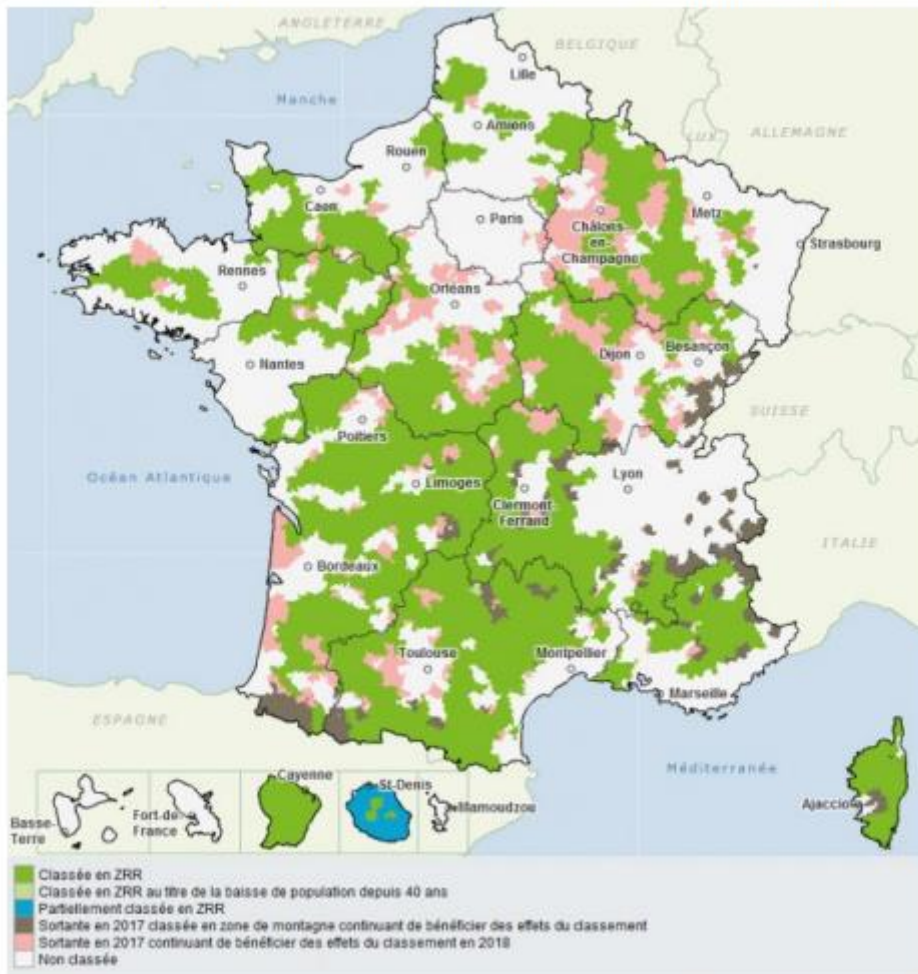 ANGLETERRE
BELGIQUE
Lille
Manche
Amiens
LUX
ALLEMAGNE
Rouen
Caen
Paris
Metz
Châlons
en-
Champagne
Strasbourg
Rennes
Orléans
Nantes
Dijon
Besançon
SUISSE
Poitiers
Océan Atlantique
Limoges
Lyon
Clermont
Ferrand
ITALIE
Bordeaux
Toulouse
Montpellier
Marseille
ESPAGNE
Méditerranée
Ajaccio
Cayenne
St-Denis
Mamoudzou
Basse-
Terre
Fort-de-
France
Classée en ZRR
Classée en ZRR au titre de la baisse de population depuis 40 ans
Partiellement classée en ZRR
Sortante en 2017 classée en zone de montagne continuant de bénéficier des effets du classement
Sortante en 2017 continuant de bénéficier des effets du classement en 2018
Non classée